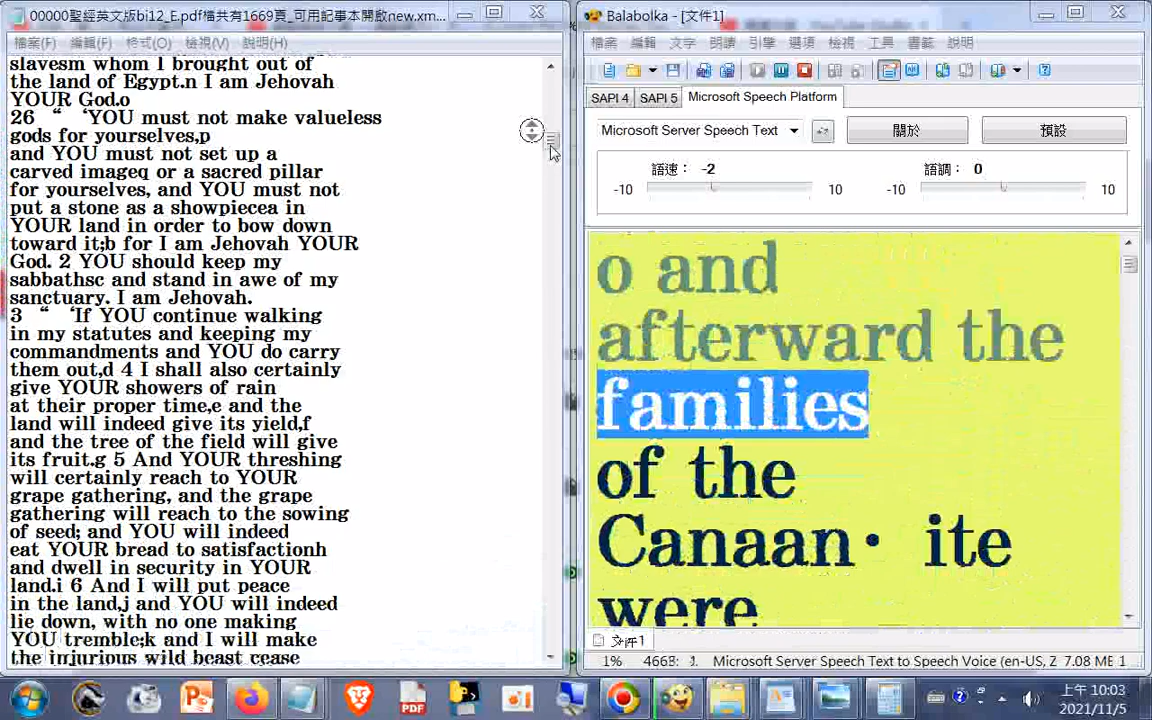 00000聖經英文版bi12_E.pdf檔共有1669頁_可用記事本開啟new.xm...
檔案(F) 編輯(E) 格式(O) 檢視(V) 說明(H)
slavesm whom I brought out of
the land of Egypt.n I am Jehovah
YOUR God.o
26 “ ‘YOU must not make valueless
gods for yourselves,p
and YOU must not set up a
carved imageq or a sacred pillar
for yourselves, and YOU must not
put a stone as a showpiecea in
YOUR land in order to bow down
toward it;b for I am Jehovah YOUR
God. 2 YOU should keep my
sabbathsc and stand in awe of my
sanctuary. I am Jehovah.
3 “ ‘If YOU continue walking
in my statutes and keeping my
commandments and YOU do carry
them out,d 4 I shall also certainly
give YOUR showers of rain
at their proper time,e and the
land will indeed give its yield,f
and the tree of the field will give
its fruit.g 5 And YOUR threshing
will certainly reach to YOUR
grape gathering, and the grape
gathering will reach to the sowing
of seed; and YOU will indeed
eat YOUR bread to satisfactionh
and dwell in security in YOUR
land.i 6 And I will put peace
in the land,j and YOU will indeed
lie down, with no one making
YOU tremble;k and I will make
the injurious wild beast cease
Balabolka - [文件1]
檔案 編輯 文字 朗讀 引擎 選項 檢視 工具 書籤 說明
SAPI 4 SAPI 5 Microsoft Speech Platform
Microsoft Server Speech Text 關於 預設
語速： -2 語調： 0
-10 10 -10 10
o and
afterward the
families
of the
Canaan· ite
were
文件1
1% Microsoft Server Speech Text to Speech Voice (en-US, Z 7.08 ME 1
上午 10:03
2021/11/5